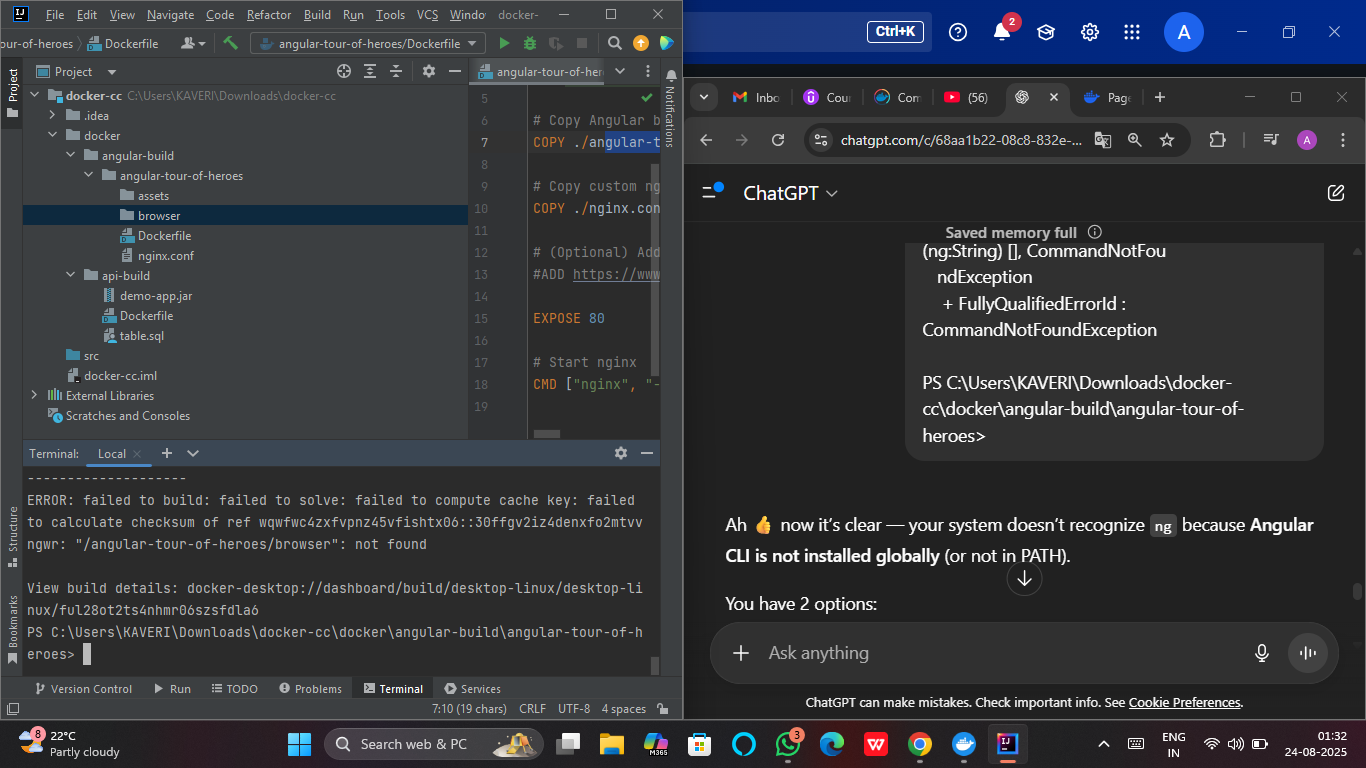 File Edit View Navigate Code Refactor Build Run Tools VCS Windo docker-
our-of-heroes Dockerfile angular-tour-of-heroes/Dockerfile
Project
Project
docker-cc C:\Users\KAVERI\Downloads\docker-cc
.idea
docker
angular-build
angular-tour-of-heroes
assets
browser
Dockerfile
nginx.conf
api-build
demo-app.jar
Dockerfile
table.sql
src
docker-cc.iml
External Libraries
Scratches and Consoles
angular-tour-of-her
Notifications
5
6 # Copy Angular b
7 COPY ./angular-t
8
9 # Copy custom ng
10 COPY ./nginx.con
11
12 # (Optional) Add
13 #ADD https://www
14
15 EXPOSE 80
16
17 # Start nginx
18 CMD ["nginx", "-
19
Structure
Bookmarks
Terminal: Local
--------------------
ERROR: failed to build: failed to solve: failed to compute cache key: failed
to calculate checksum of ref wqwfwc4zxfvpnz45vfishtx06::30ffgv2iz4denxfo2mtvv
ngwr: "/angular-tour-of-heroes/browser": not found
View build details: docker-desktop://dashboard/build/desktop-linux/desktop-li
nux/ful28ot2ts4nhmr06szsfdla6
PS C:\Users\KAVERI\Downloads\docker-cc\docker\angular-build\angular-tour-of-h
eroes>
Version Control Run TODO Problems Terminal Services
7:10 (19 chars) CRLF UTF-8 4 spaces
Ctrl+K 2 A
Inbo Cour Com (56) Page
chatgpt.com/c/68aa1b22-08c8-832e-... A
ChatGPT
Saved memory full
(ng:String) [], CommandNotFou
ndException
+ FullyQualifiedErrorId :
CommandNotFoundException
PS C:\Users\KAVERI\Downloads\docker-
cc\docker\angular-build\angular-tour-of-
heroes>
Ah 👍 now it's clear — your system doesn't recognize ng because Angular
CLI is not installed globally (or not in PATH).
You have 2 options:
Ask anything
ChatGPT can make mistakes. Check important info. See Cookie Preferences.
8 22°C
Partly cloudy
Search web & PC
M365
3
ENG
IN
01:32
24-08-2025